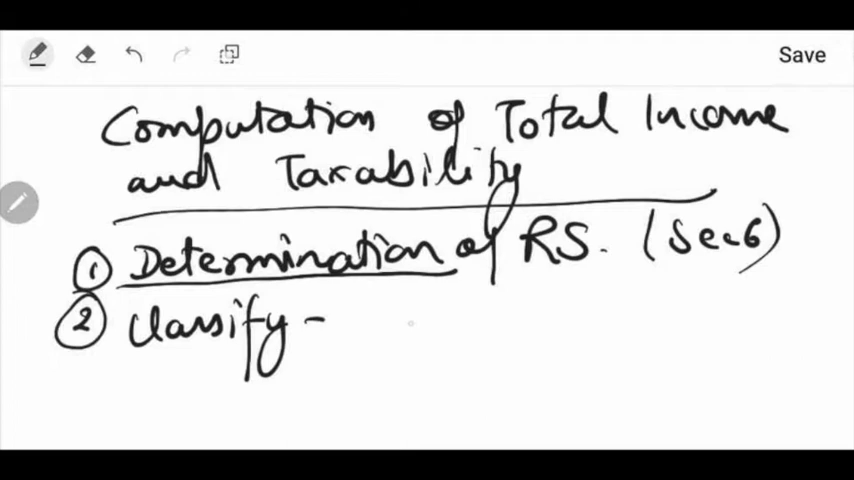 Save
Computation of Total Income
and Taxability
① Determination of RS. (Sec 6)
② Classify -